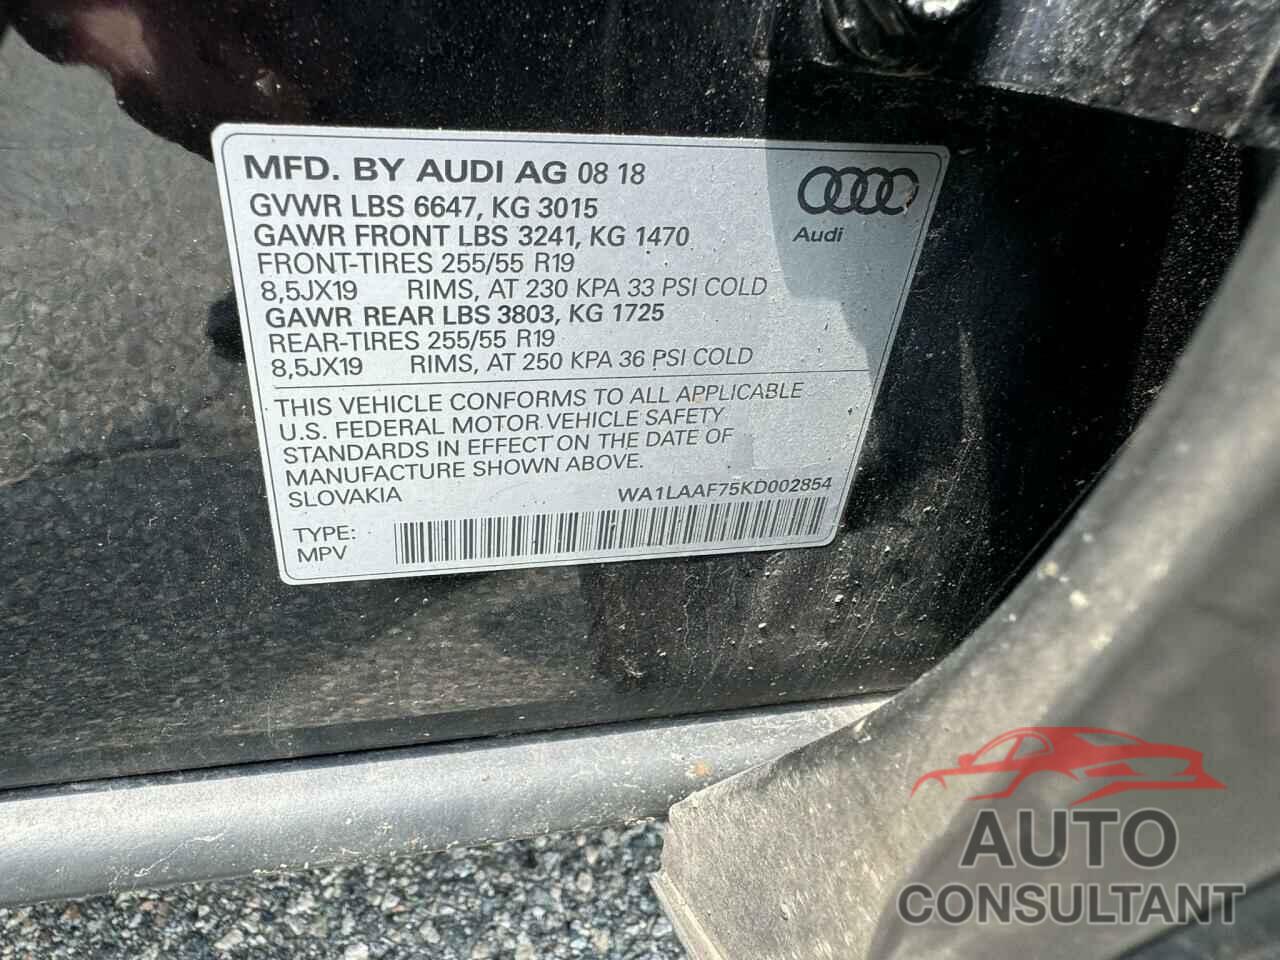 MFD. BY AUDI AG 08 18
GVWR LBS 6647, KG 3015
GAWR FRONT LBS 3241, KG 1470
FRONT-TIRES 255/55 R19
8,5JX19 RIMS, AT 230 KPA 33 PSI COLD
GAWR REAR LBS 3803, KG 1725
REAR-TIRES 255/55 R19
8,5JX19 RIMS, AT 250 KPA 36 PSI COLD
Audi
THIS VEHICLE CONFORMS TO ALL APPLICABLE
U.S. FEDERAL MOTOR VEHICLE SAFETY
STANDARDS IN EFFECT ON THE DATE OF
MANUFACTURE SHOWN ABOVE.
SLOVAKIA WA1LAAF75KD002854
TYPE:
MPV
AUTO
CONSULTANT